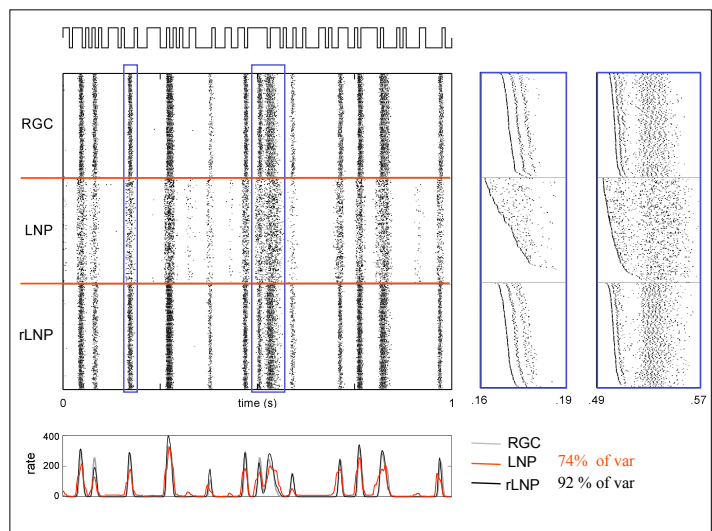 RGC
LNP
rLNP
0 time (s) 1
.16 .19 .49 .57
400
200
0
rate
RGC
LNP 74% of var
rLNP 92 % of var